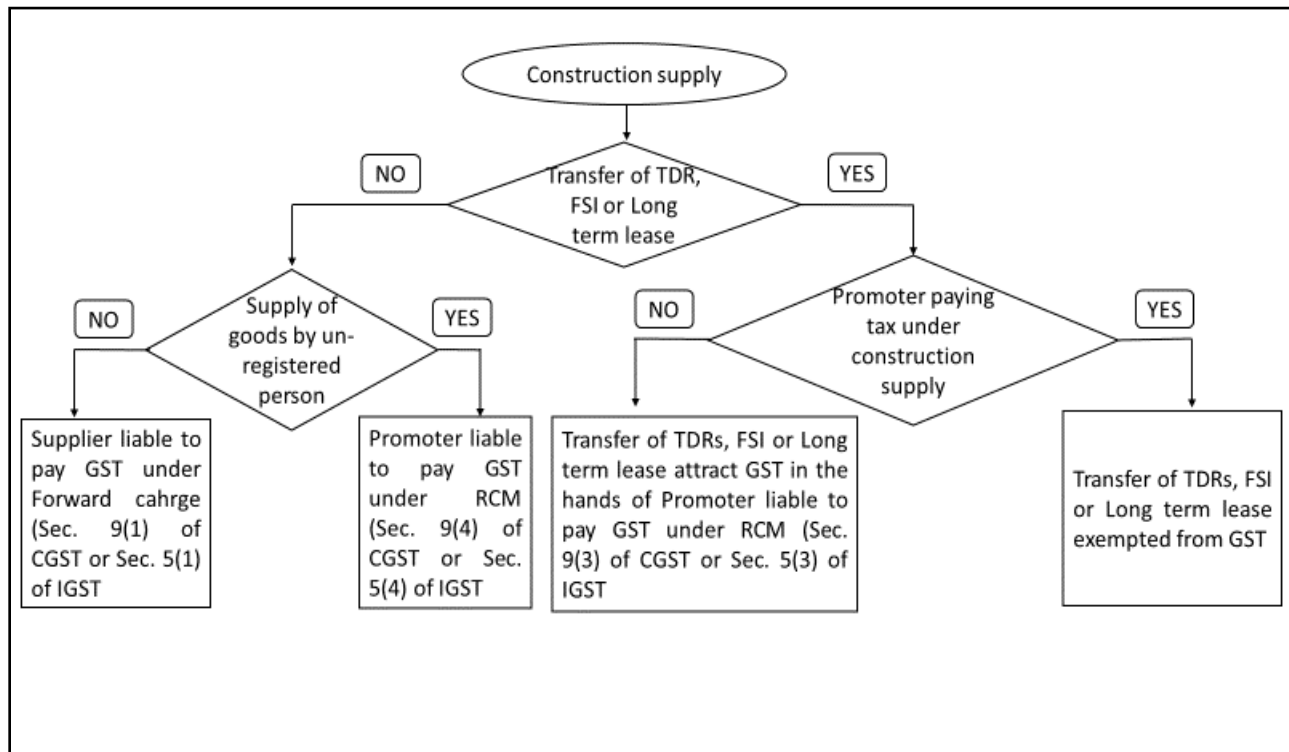 Construction supply
NO
Transfer of TDR,
FSI or Long
term lease
YES
NO
Supply of
goods by un-
registered
person
YES
NO
Promoter paying
tax under
construction
supply
YES
Supplier liable to
pay GST under
Forward cahrge
(Sec. 9(1) of
CGST or Sec. 5(1)
of IGST
Promoter liable
to pay GST
under RCM
(Sec. 9(4) of
CGST or Sec.
5(4) of IGST
Transfer of TDRs, FSI or Long
term lease attract GST in the
hands of Promoter liable to
pay GST under RCM (Sec.
9(3) of CGST or Sec. 5(3) of
IGST
Transfer of TDRs, FSI
or Long term lease
exempted from GST